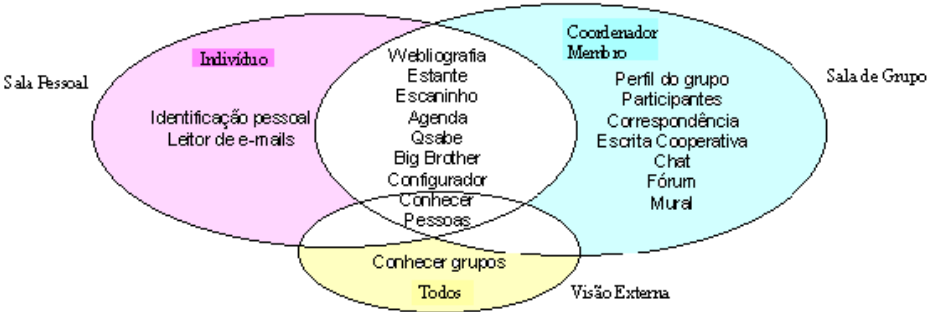 Sala Pessoal
Indivíduo
Identificação pessoal
Leitor de e-mails
Webliografia
Estante
Escaninho
Agenda
Qsabe
Big Brother
Configurador
Conhecer
Pessoas
Coordenador
Membro
Perfil do grupo
Participantes
Correspondência
Escrita Cooperativa
Chat
Fórum
Mural
Sala de Grupo
Conhecer grupos
Todos
Visão Externa